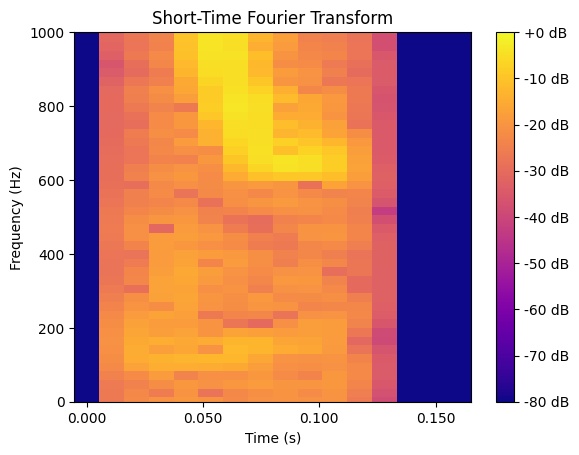 Short-Time Fourier Transform
Frequency (Hz)
1000
800
600
400
200
0
0.000
0.050
0.100
0.150
Time (s)
+0 dB
-10 dB
-20 dB
-30 dB
-40 dB
-50 dB
-60 dB
-70 dB
-80 dB